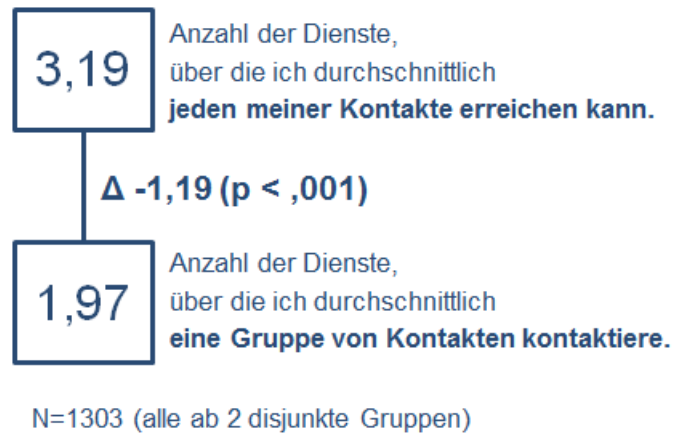 3,19
Anzahl der Dienste,
über die ich durchschnittlich
jeden meiner Kontakte erreichen kann.
Δ -1,19 (p < ,001)
1,97
Anzahl der Dienste,
über die ich durchschnittlich
eine Gruppe von Kontakten kontaktiere.
N=1303 (alle ab 2 disjunkte Gruppen)